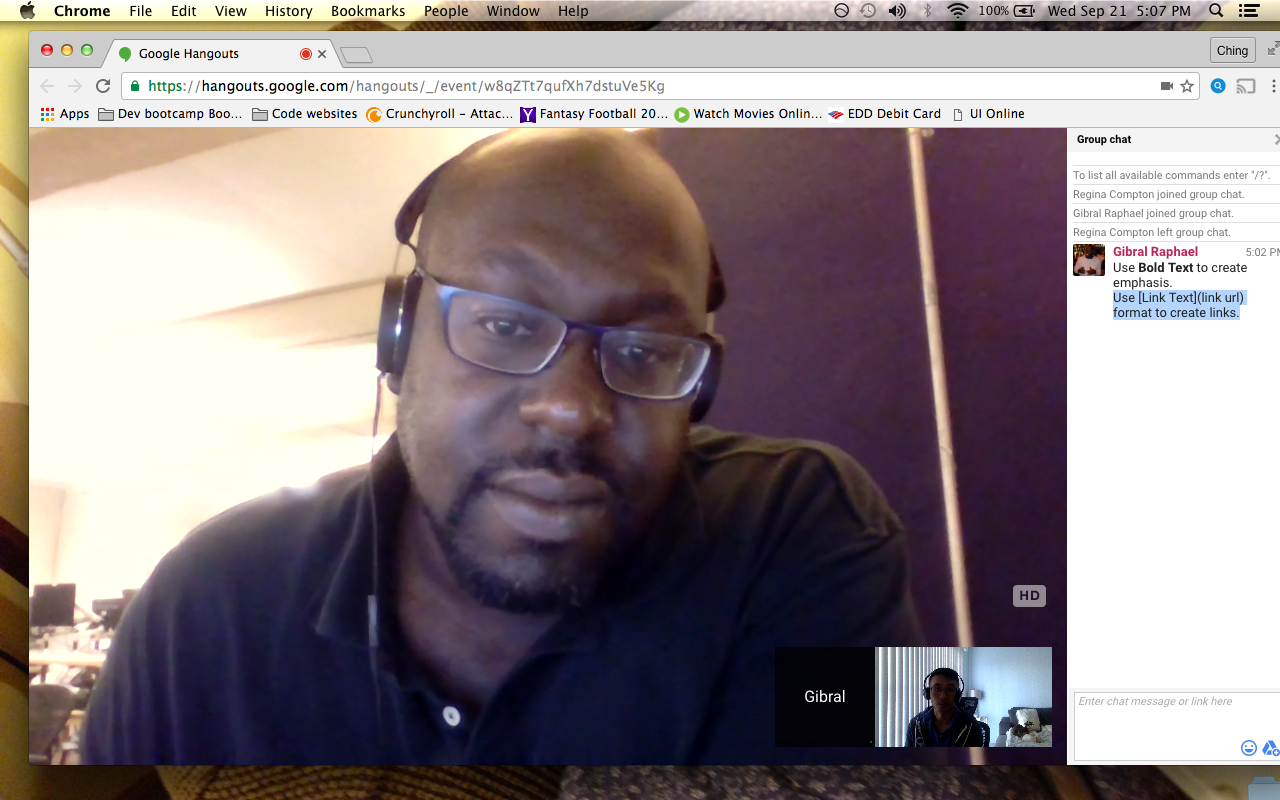 Chrome File Edit View History Bookmarks People Window Help 100% Wed Sep 21 5:07 PM
Google Hangouts Ching
https://hangouts.google.com/hangouts/_/event/w8qZTt7qufXh7dstuVe5Kg
Apps Dev bootcamp Boo... Code websites Crunchyroll - Attac... Fantasy Football 20... Watch Movies Onlin... EDD Debit Card UI Online
Group chat
To list all available commands enter "/?".
Regina Compton joined group chat.
Gibral Raphael joined group chat.
Regina Compton left group chat.
Gibral Raphael 5:02 PM
Use Bold Text to create
emphasis.
Use [Link Text](link url)
format to create links.
HD
Gibral
Enter chat message or link here